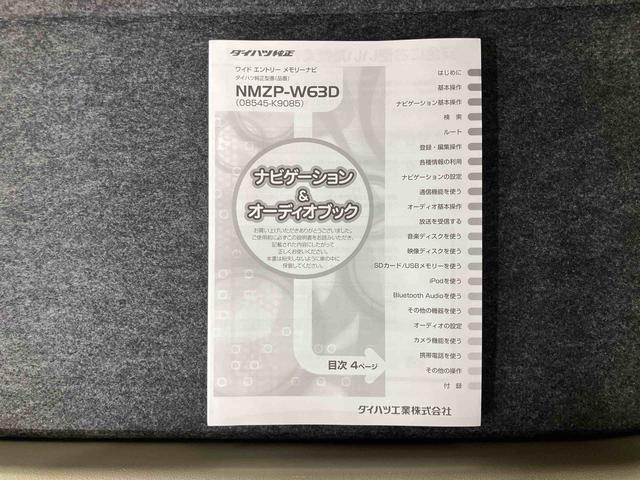 ダイハツ純正
ワイド エントリー メモリーナビ
ダイハツ純正型番(品番)
NMZP-W63D
(08545-K9085)
ナビゲーション
&
オーディオブック
お買い上げいただきありがとうございました。
ご使用前に必ずこの説明書をお読みいただき、
記載された内容にしたがって
正しくお使いください。
本書は紛失しないように車の中に
保管してください。
目次 4ページ
はじめに
基本操作
ナビゲーション基本操作
検 索
ルート
登録・編集操作
各種情報の利用
ナビゲーションの設定
通信機能を使う
オーディオ基本操作
放送を受信する
音楽ディスクを使う
映像ディスクを使う
SDカード/USBメモリーを使う
iPodを使う
Bluetooth Audioを使う
その他の機器を使う
オーディオの設定
カメラ機能を使う
携帯電話を使う
その他の操作
付 録
ダイハツ工業株式会社